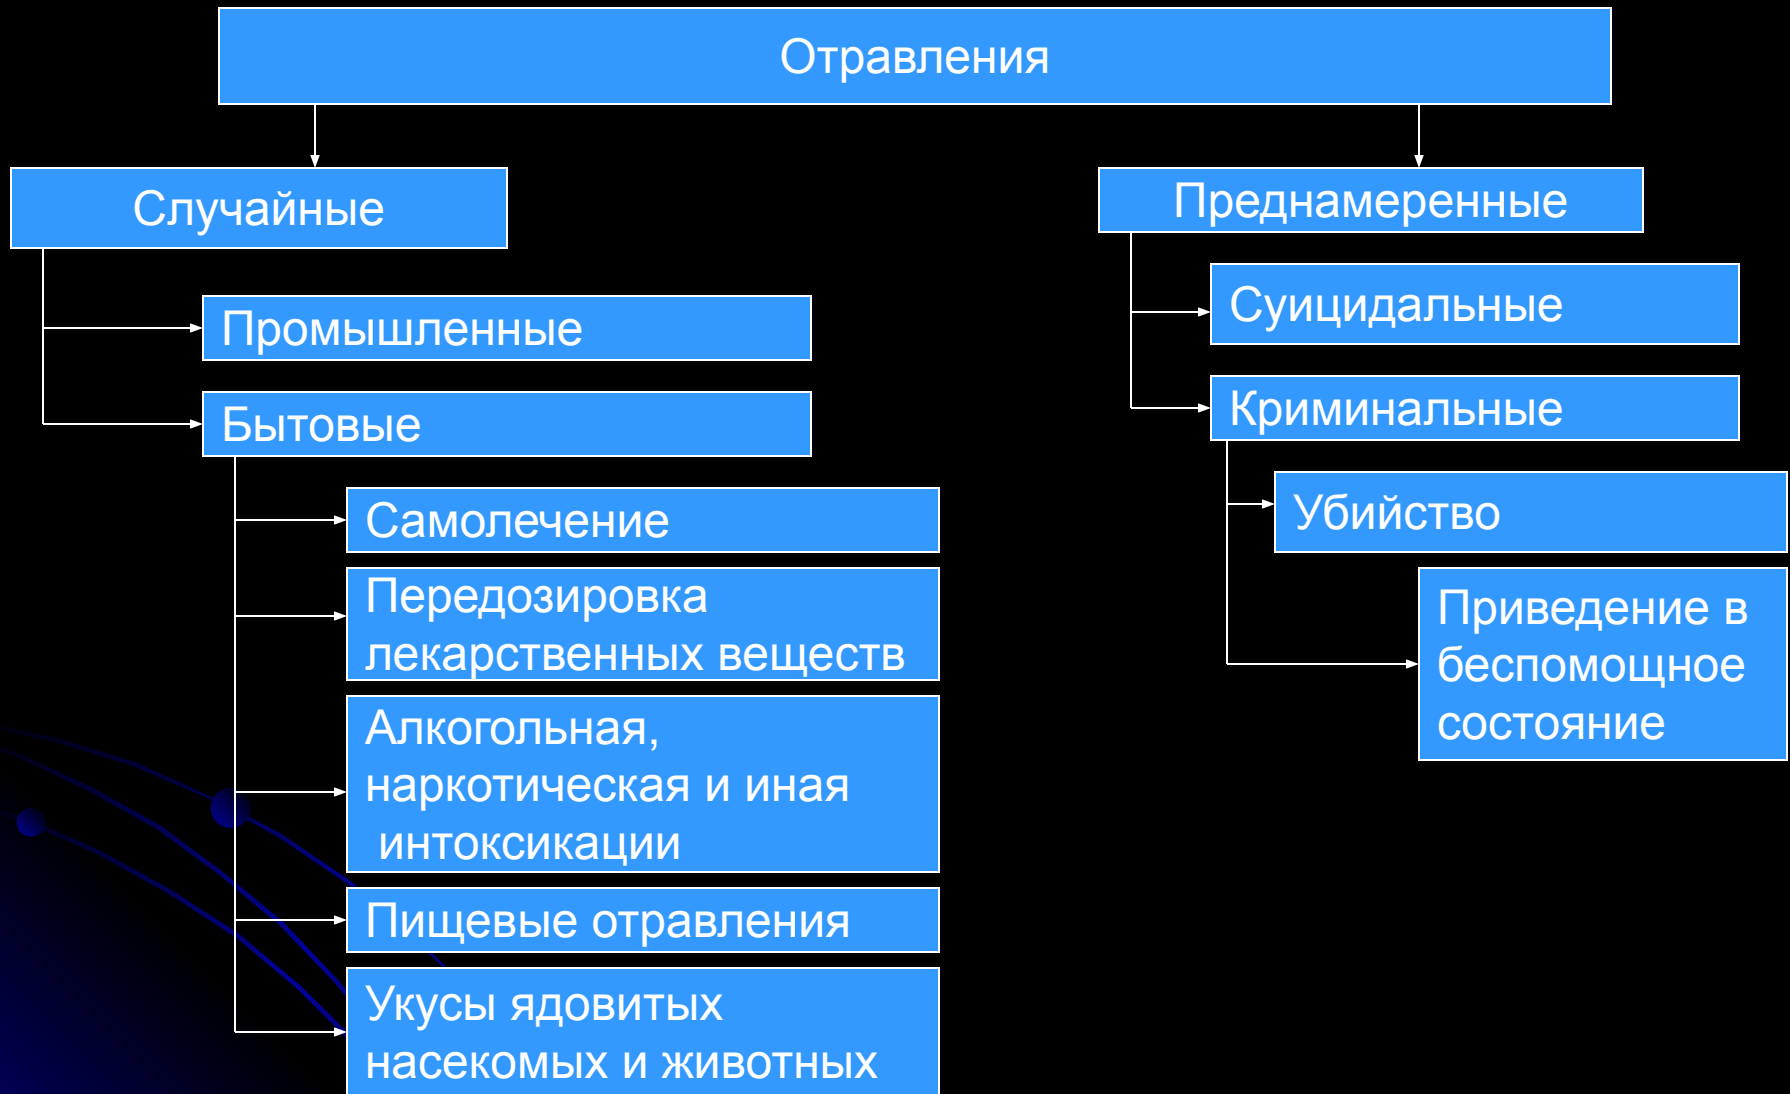 Отравления
Случайные
Промышленные
Бытовые
Самолечение
Передозировка
лекарственных веществ
Алкогольная,
наркотическая и иная
интоксикации
Пищевые отравления
Укусы ядовитых
насекомых и животных
Преднамеренные
Суицидальные
Криминальные
Убийство
Приведение в
беспомощное
состояние